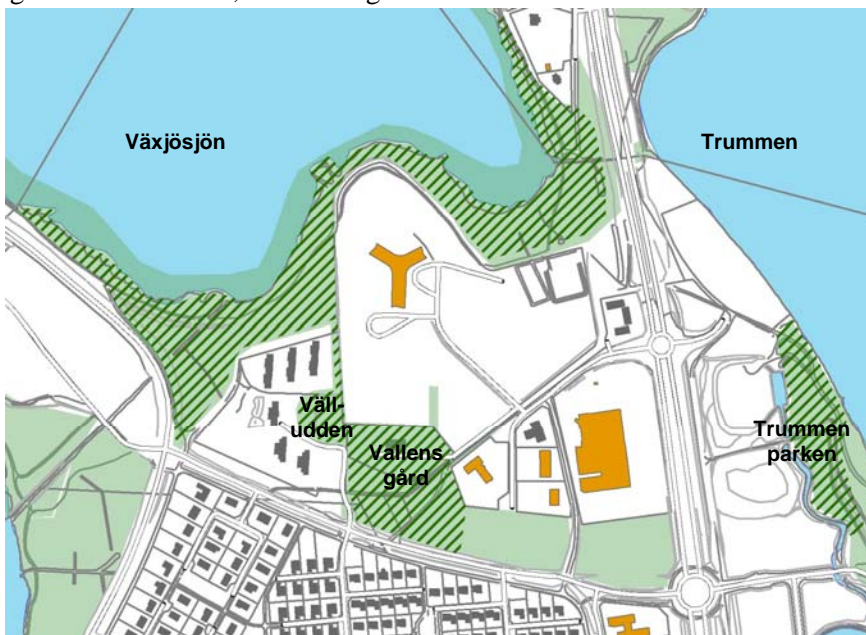 Växjösjön
Trummen
Väll-
udden
Vallens
gård
Trummen
parken